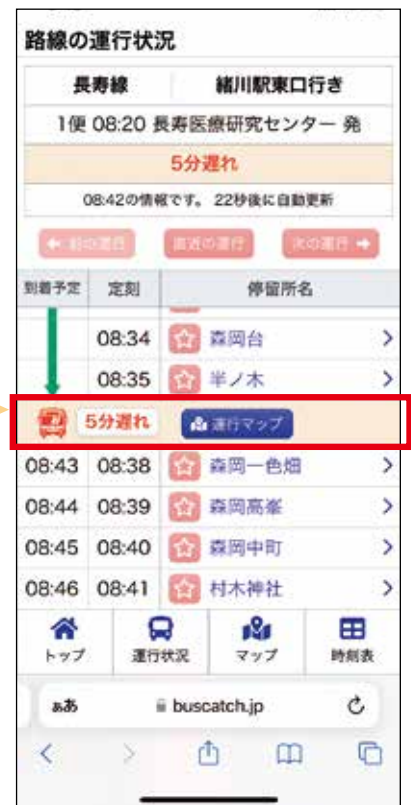 路線の運行状況
長寿線 緒川駅東口行き
1便 08:20 長寿医療研究センター 発
5分遅れ
08:42の情報です。 22秒後に自動更新
← 前の運行 直近の運行 次の運行 →
到着予定 定刻 停留所名
08:34 森岡台
08:35 半ノ木
5分遅れ 運行マップ
08:43 08:38 森岡一色畑
08:44 08:39 森岡高峯
08:45 08:40 森岡中町
08:46 08:41 村木神社
トップ 運行状況 マップ 時刻表
ぁあ buscatch.jp